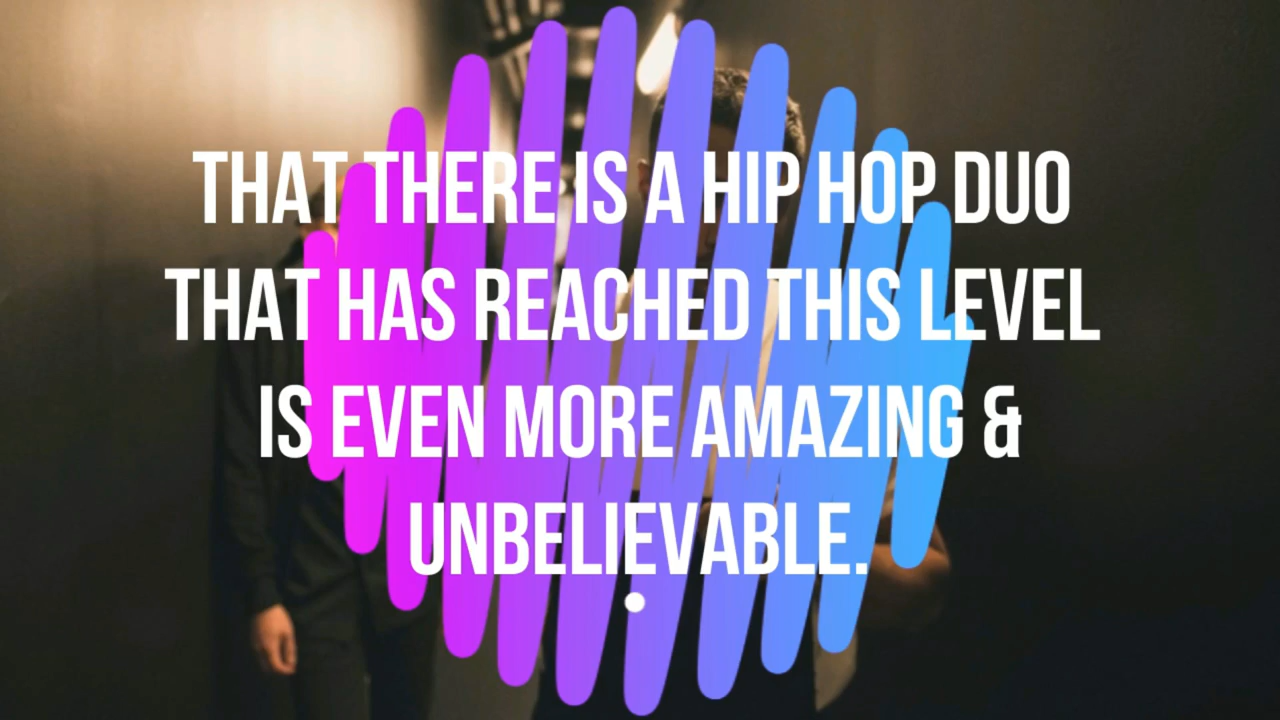 THAT THERE IS A HIP HOP DUO
THAT HAS REACHED THIS LEVEL
IS EVEN MORE AMAZING &
UNBELIEVABLE.